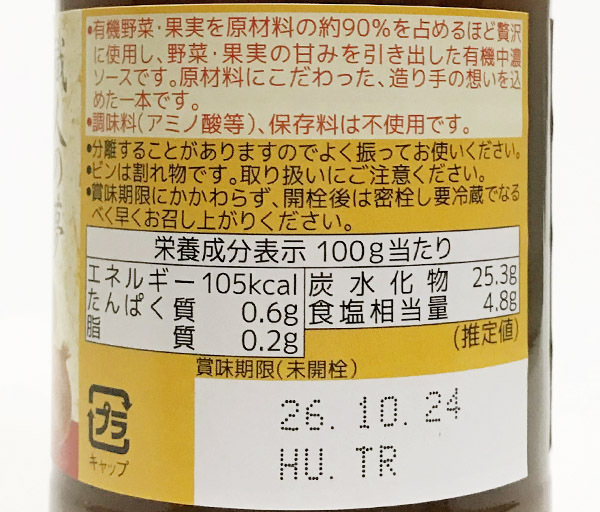 •有機野菜・果実を原材料の約90%を占めるほど贅沢
に使用し、野菜・果実の甘みを引き出した有機中濃
ソースです。原材料にこだわった、造り手の想いを込
めた一本です。
•調味料(アミノ酸等)、保存料は不使用です。
•分離することがありますのでよく振ってお使いください。
•ビンは割れ物です。取り扱いにご注意ください。
•賞味期限にかかわらず、開栓後は密栓し要冷蔵でなる
べく早くお召し上がりください。
栄養成分表示 100g当たり
エネルギー 105kcal
たんぱく質 0.6g
脂質 0.2g
炭水化物 25.3g
食塩相当量 4.8g
(推定値)
賞味期限(未開栓)
26.10.24
HU.TR
プラ
キャップ